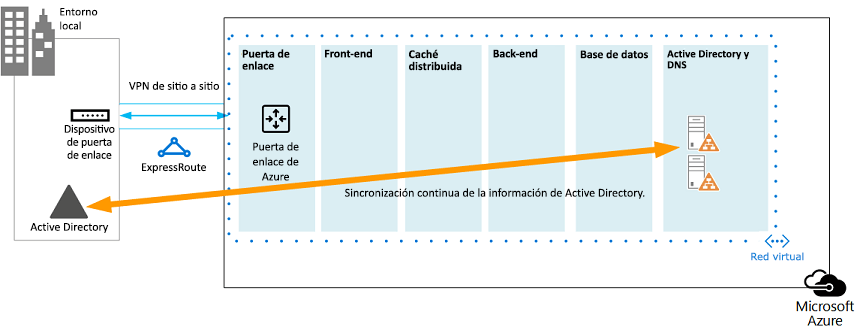 Entorno
local
VPN de sitio a sitio
Dispositivo
de puerta
de enlace
ExpressRoute
Active Directory
Puerta de
enlace
Front-end
Caché
distribuida
Back-end
Base de datos
Active Directory y
DNS
Puerta de
enlace de
Azure
Sincronización continua de la información de Active Directory.
Red virtual
Microsoft
Azure